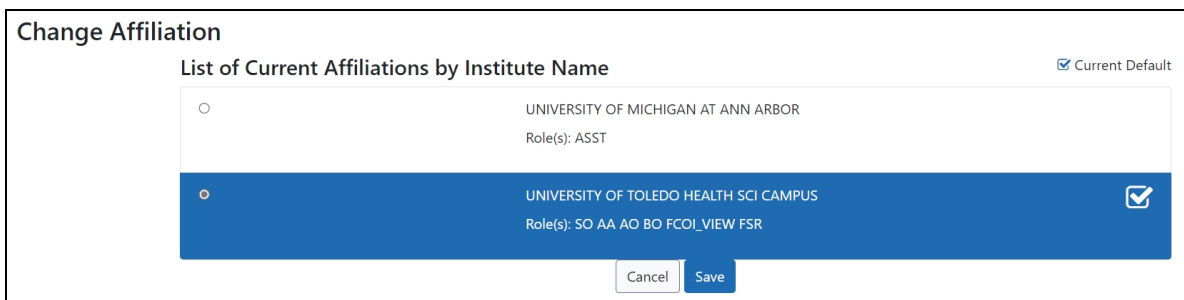 Change Affiliation
List of Current Affiliations by Institute Name
Current Default
UNIVERSITY OF MICHIGAN AT ANN ARBOR
Role(s): ASST
UNIVERSITY OF TOLEDO HEALTH SCI CAMPUS
Role(s): SO AA AO BO FCOI_VIEW FSR
Cancel Save